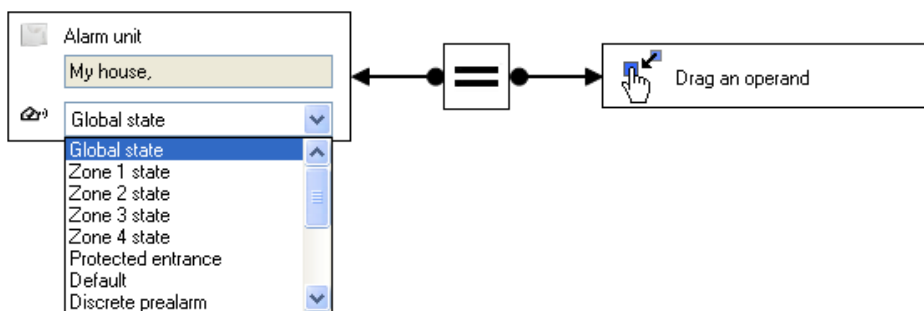 Alarm unit
My house,
Global state
Global state
Zone 1 state
Zone 2 state
Zone 3 state
Zone 4 state
Protected entrance
Default
Discrete prealarm
=
Drag an operand